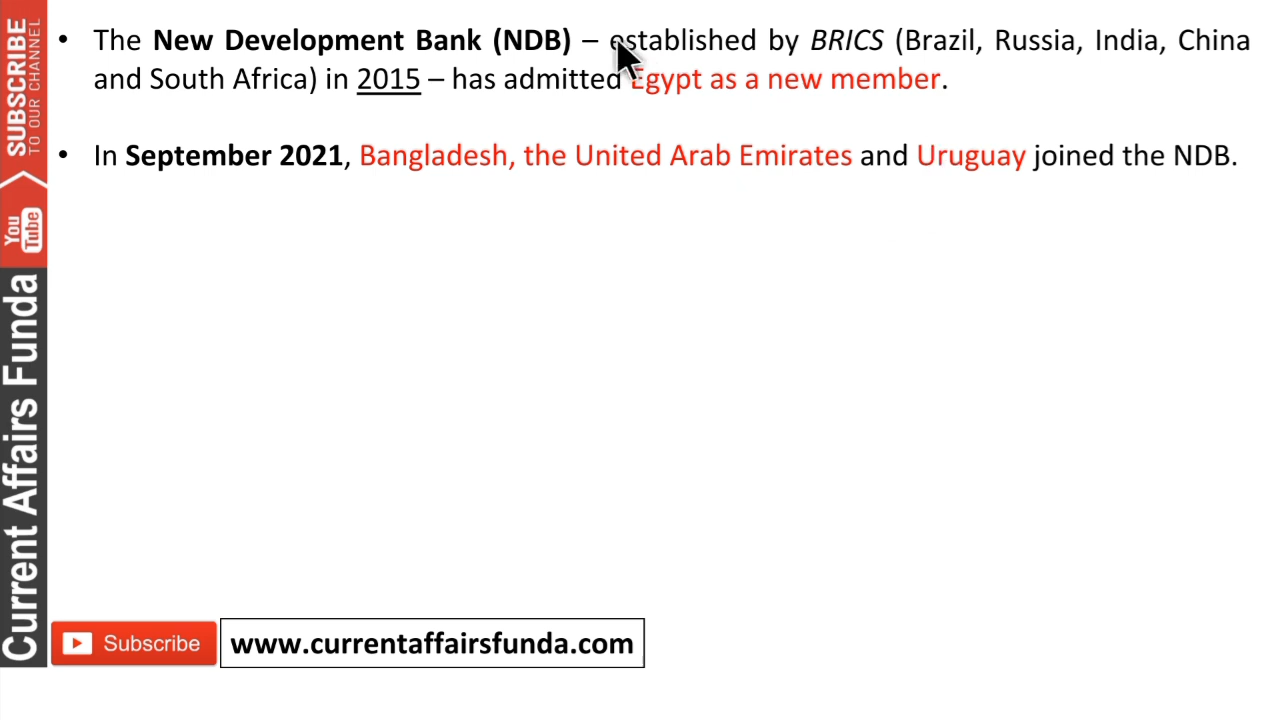 • The New Development Bank (NDB) – established by BRICS (Brazil, Russia, India, China
and South Africa) in 2015 – has admitted Egypt as a new member.
• In September 2021, Bangladesh, the United Arab Emirates and Uruguay joined the NDB.
SUBSCRIBE
TO OUR CHANNEL
You
Tube
Current Affairs Funda
Subscribe
www.currentaffairsfunda.com